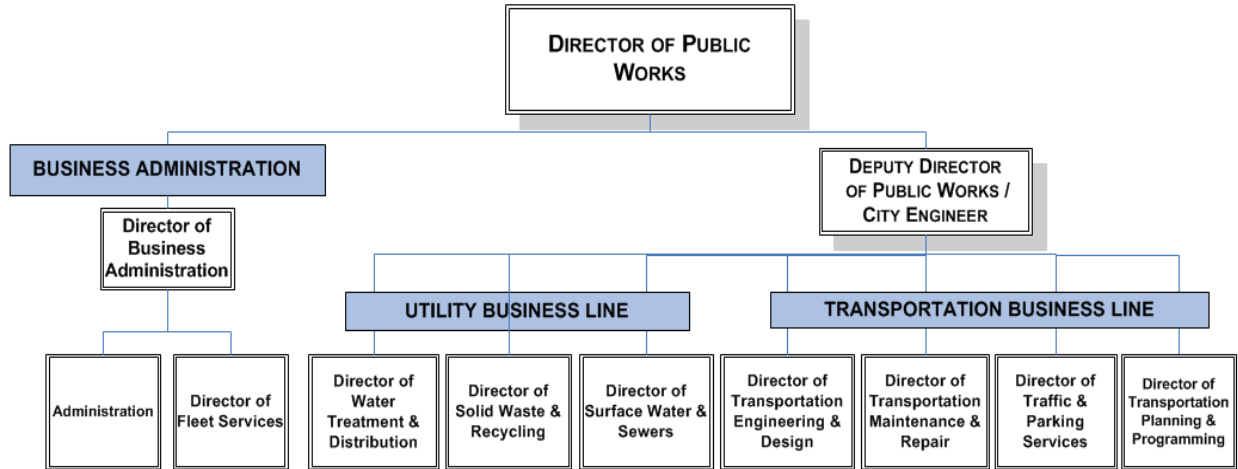 DIRECTOR OF PUBLIC
WORKS
BUSINESS ADMINISTRATION
DEPUTY DIRECTOR
OF PUBLIC WORKS /
CITY ENGINEER
Director of
Business
Administration
UTILITY BUSINESS LINE
TRANSPORTATION BUSINESS LINE
Administration
Director of
Fleet Services
Director of
Water
Treatment &
Distribution
Director of
Solid Waste &
Recycling
Director of
Surface Water &
Sewers
Director of
Transportation
Engineering &
Design
Director of
Transportation
Maintenance &
Repair
Director of
Traffic &
Parking
Services
Director of
Transportation
Planning &
Programming